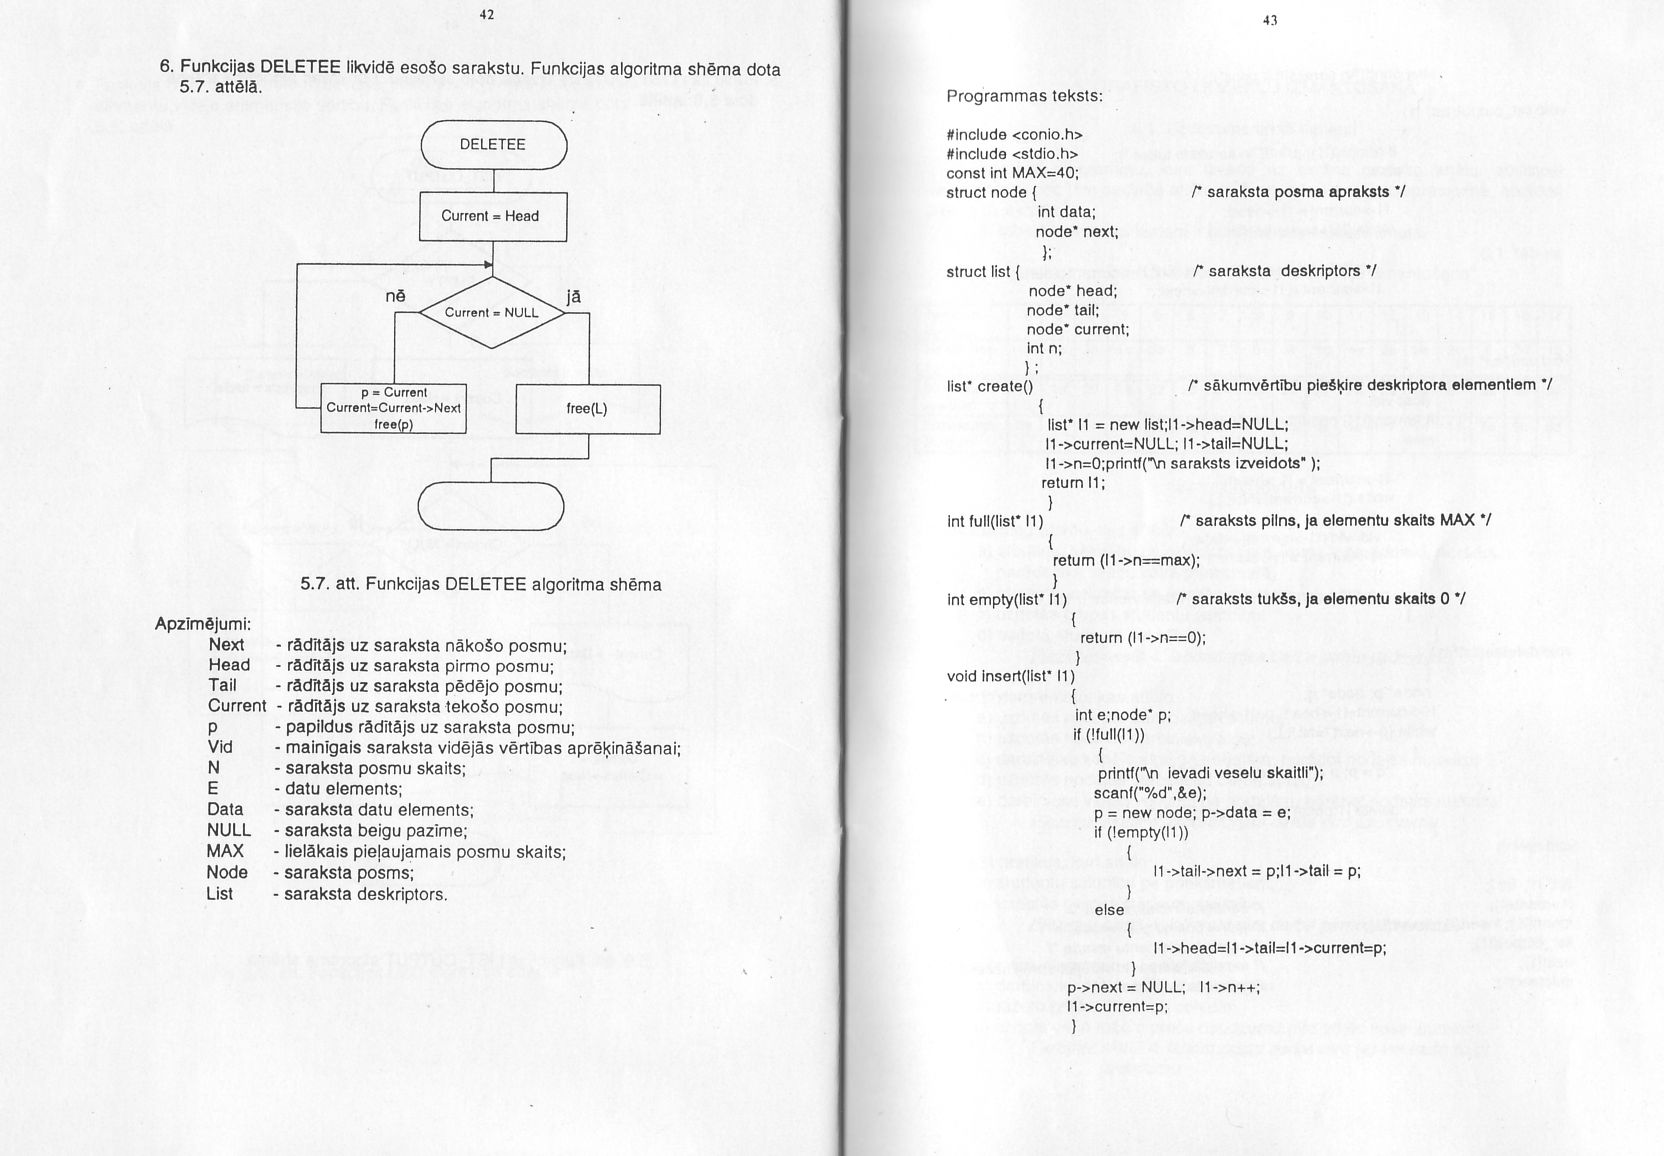 42
6. Funkcijas DELETEE likvidē esošo sarakstu. Funkcijas algoritma shēma dota
5.7. attēlā.
DELETEE
Current = Head
nē
jā
Current = NULL
p = Current
Current=Current->Next
free(p)
free(L)
5.7. att. Funkcijas DELETEE algoritma shēma
Apzīmējumi:
Next - rādītājs uz saraksta nākošo posmu;
Head - rādītājs uz saraksta pirmo posmu;
Tail - rādītājs uz saraksta pēdējo posmu;
Current - rādītājs uz saraksta tekošo posmu;
p - papildus rādītājs uz saraksta posmu;
Vid - mainīgais saraksta vidējās vērtības aprēķināšanai;
N - saraksta posmu skaits;
E - datu elements;
Data - saraksta datu elements;
NULL - saraksta beigu pazīme;
MAX - lielākais pieļaujamais posmu skaits;
Node - saraksta posms;
List - saraksta deskriptors.
43
Programmas teksts:
#include <conio.h>
#include <stdio.h>
const int MAX=40;
struct node { /* saraksta posma apraksts */
int data;
node* next;
};
struct list { /* saraksta deskriptors */
node* head;
node* tail;
node* current;
int n;
} ;
list* create() /* sākumvērtību piešķire deskriptora elementiem */
{
list* l1 = new list;l1->head=NULL;
l1->current=NULL; l1->tail=NULL;
l1->n=0;printf("\n saraksts izveidots" );
return l1;
}
int full(list* l1) /* saraksts pilns, ja elementu skaits MAX */
{
return (l1->n==max);
}
int empty(list* l1) /* saraksts tukšs, ja elementu skaits 0 */
{
return (l1->n==0);
}
void insert(list* l1)
{
int e;node* p;
if (!full(l1))
{
printf("\n ievadi veselu skaitli");
scanf("%d",&e);
p = new node; p->data = e;
if (!empty(l1))
{
l1->tail->next = p;l1->tail = p;
}
else
{
l1->head=l1->tail=l1->current=p;
}
p->next = NULL; l1->n++;
l1->current=p;
}